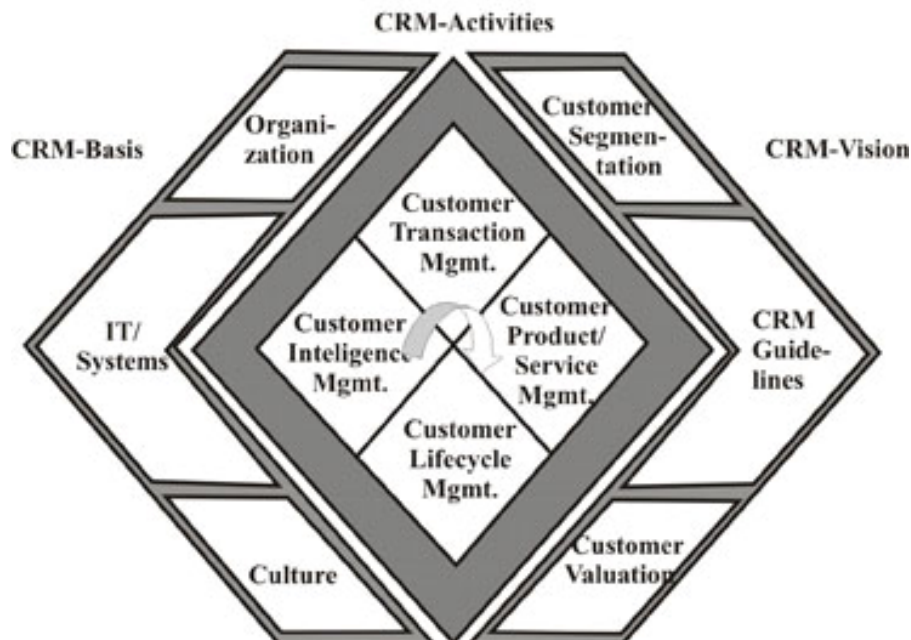 CRM-Activities
CRM-Basis
Organi-
zation
Customer
Segmen-
tation
CRM-Vision
Customer
Transaction
Mgmt.
IT/
Systems
Customer
Inteligence
Mgmt.
Customer
Product/
Service
Mgmt.
CRM
Guide-
lines
Customer
Lifecycle
Mgmt.
Culture
Customer
Valuation